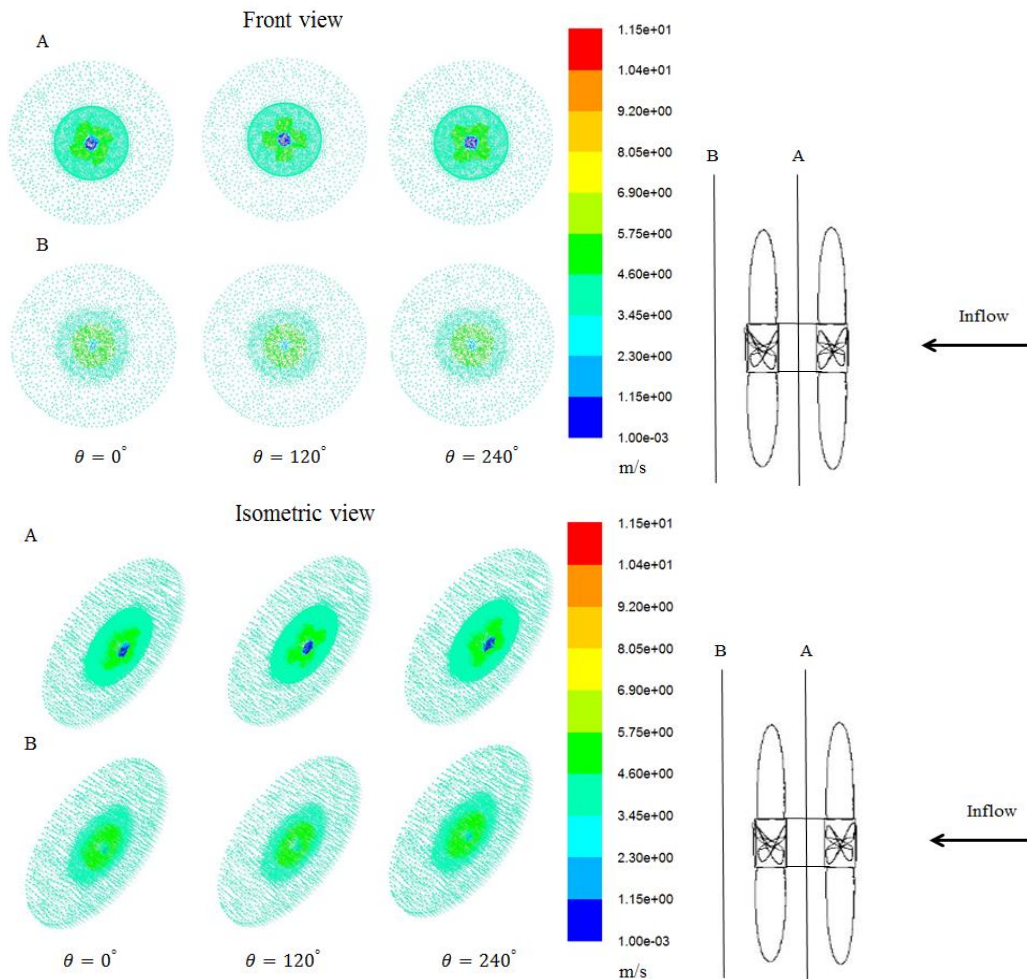 Front view
A
B
θ = 0°
θ = 120°
θ = 240°
1.15e+01
1.04e+01
9.20e+00
8.05e+00
6.90e+00
5.75e+00
4.60e+00
3.45e+00
2.30e+00
1.15e+00
1.00e-03
m/s
B
A
Inflow
Isometric view
A
B
θ = 0°
θ = 120°
θ = 240°
1.15e+01
1.04e+01
9.20e+00
8.05e+00
6.90e+00
5.75e+00
4.60e+00
3.45e+00
2.30e+00
1.15e+00
1.00e-03
m/s
B
A
Inflow